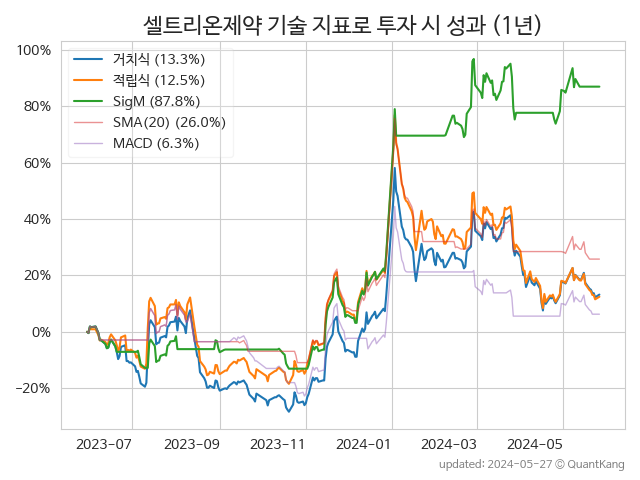 셀트리온제약 기술 지표로 투자 시 성과 (1년)
100%
80%
60%
40%
20%
0%
−20%
거치식 (13.3%)
적립식 (12.5%)
SigM (87.8%)
SMA(20) (26.0%)
MACD (6.3%)
2023-07 2023-09 2023-11 2024-01 2024-03 2024-05
updated: 2024-05-27 © QuantKang